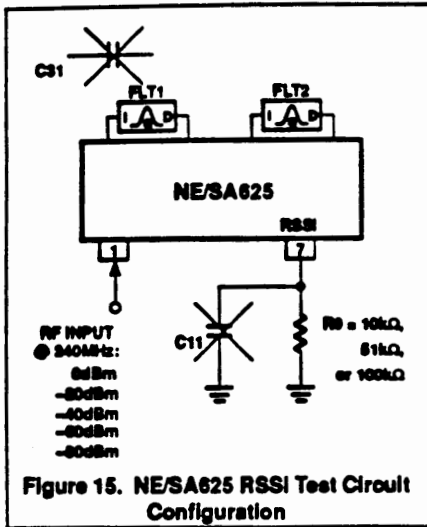 C31
FLT1
FLT2
NE/SA625
RSSI
1
7
RF INPUT
@ 240MHz:
0dBm
–20dBm
–40dBm
–60dBm
–80dBm
C11
R9 = 10kΩ,
51kΩ,
or 100kΩ
Figure 15. NE/SA625 RSSI Test Circuit
Configuration